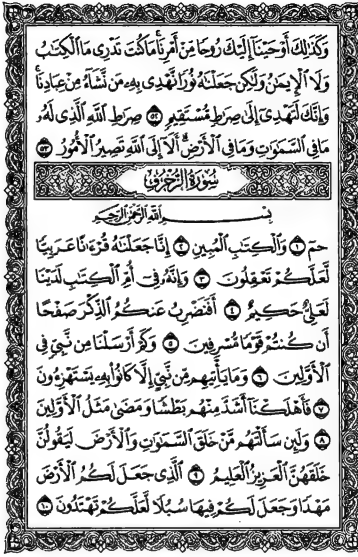 وَكَذَٰلِكَ أَوْحَيْنَآ إِلَيْكَ رُوحًا مِّنْ أَمْرِنَا ۚ مَا كُنتَ تَدْرِى مَا ٱلْكِتَٰبُ
وَلَا ٱلْإِيمَٰنُ وَلَٰكِن جَعَلْنَٰهُ نُورًا نَّهْدِى بِهِۦ مَن نَّشَآءُ مِنْ عِبَادِنَا ۚ
وَإِنَّكَ لَتَهْدِىٓ إِلَىٰ صِرَٰطٍ مُّسْتَقِيمٍ ٥٢ صِرَٰطِ ٱللَّهِ ٱلَّذِى لَهُۥ
مَا فِى ٱلسَّمَٰوَٰتِ وَمَا فِى ٱلْأَرْضِ ۗ أَلَآ إِلَى ٱللَّهِ تَصِيرُ ٱلْأُمُورُ ٥٣
سُورَةُ الزُّخْرُفِ
بِسْمِ ٱللَّهِ ٱلرَّحْمَٰنِ ٱلرَّحِيمِ
حمٓ ١ وَٱلْكِتَٰبِ ٱلْمُبِينِ ٢ إِنَّا جَعَلْنَٰهُ قُرْءَٰنًا عَرَبِيًّا
لَّعَلَّكُمْ تَعْقِلُونَ ٣ وَإِنَّهُۥ فِىٓ أُمِّ ٱلْكِتَٰبِ لَدَيْنَا
لَعَلِىٌّ حَكِيمٌ ٤ أَفَنَضْرِبُ عَنكُمُ ٱلذِّكْرَ صَفْحًا
أَن كُنتُمْ قَوْمًا مُّسْرِفِينَ ٥ وَكَمْ أَرْسَلْنَا مِن نَّبِىٍّ فِى
ٱلْأَوَّلِينَ ٦ وَمَا يَأْتِيهِم مِّن نَّبِىٍّ إِلَّا كَانُوا۟ بِهِۦ يَسْتَهْزِءُونَ
٧ فَأَهْلَكْنَآ أَشَدَّ مِنْهُم بَطْشًا وَمَضَىٰ مَثَلُ ٱلْأَوَّلِينَ
٨ وَلَئِن سَأَلْتَهُم مَّنْ خَلَقَ ٱلسَّمَٰوَٰتِ وَٱلْأَرْضَ لَيَقُولُنَّ
خَلَقَهُنَّ ٱلْعَزِيزُ ٱلْعَلِيمُ ٩ ٱلَّذِى جَعَلَ لَكُمُ ٱلْأَرْضَ
مَهْدًا وَجَعَلَ لَكُمْ فِيهَا سُبُلًا لَّعَلَّكُمْ تَهْتَدُونَ ١٠